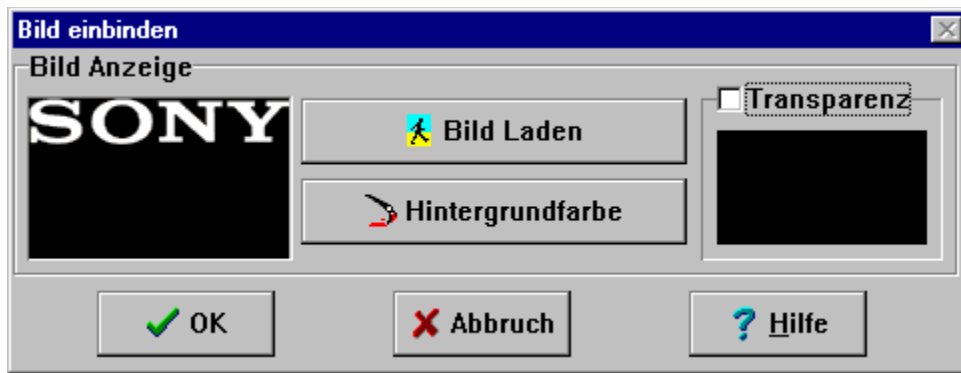 Bild einbinden
Bild Anzeige
SONY
Bild Laden
Hintergrundfarbe
Transparenz
OK
Abbruch
Hilfe